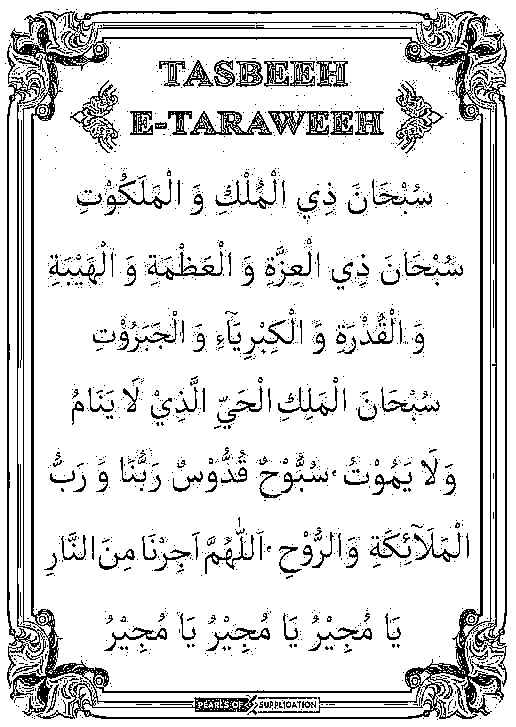 TASBEEH
E-TARAWEEH
سُبْحَانَ ذِي الْمُلْكِ وَ الْمَلَكُوْتِ
سُبْحَانَ ذِي الْعِزَّةِ وَ الْعَظْمَةِ وَ الْهَيْبَةِ
وَ الْقُدْرَةِ وَ الْكِبْرِيَآءِ وَ الْجَبَرُوْتِ
سُبْحَانَ الْمَلِكِ الْحَيِّ الَّذِيْ لَا يَنَامُ
وَلَا يَمُوْتُ. سُبُّوْحٌ قُدُّوْسٌ رَبُّنَا وَ رَبُّ
الْمَلَآئِكَةِ وَالرُّوْحِ. اَللّٰهُمَّ اَجِرْنَا مِنَ النَّارِ
يَا مُجِيْرُ يَا مُجِيْرُ يَا مُجِيْرُ
PEARLS OF SUPPLICATION